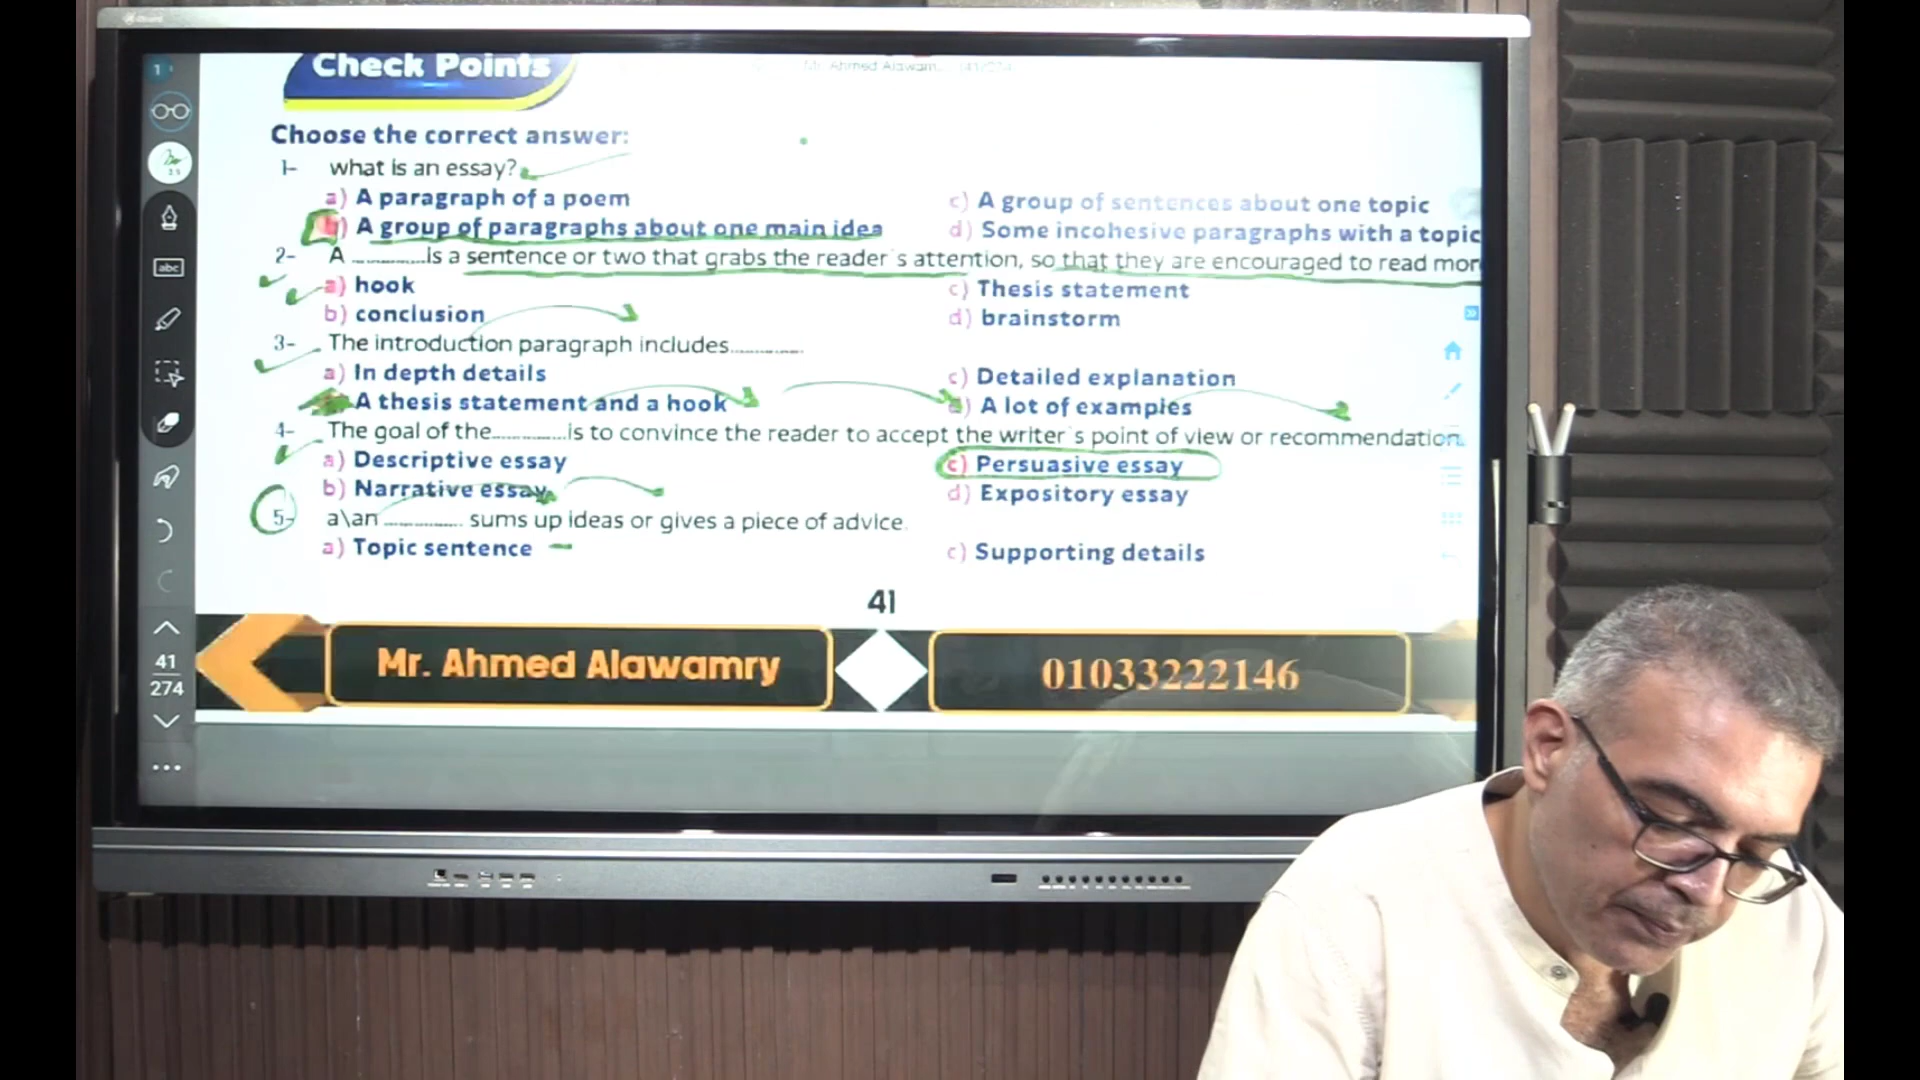 Check Points
Mr. Ahmed Alawam...
Choose the correct answer:
1- what is an essay?
a) A paragraph of a poem
c) A group of sentences about one topic
b) A group of paragraphs about one main idea
d) Some incohesive paragraphs with a topic
2- A ............is a sentence or two that grabs the reader's attention, so that they are encouraged to read mor
a) hook
c) Thesis statement
b) conclusion
d) brainstorm
3- The introduction paragraph includes............
a) In depth details
c) Detailed explanation
A thesis statement and a hook
d) A lot of examples
4- The goal of the............is to convince the reader to accept the writer's point of view or recommendation.
a) Descriptive essay
c) Persuasive essay
b) Narrative essay
d) Expository essay
5- a\an ............ sums up ideas or gives a piece of advice.
a) Topic sentence
c) Supporting details
41
Mr. Ahmed Alawamry
01033222146
1
abc
41
274